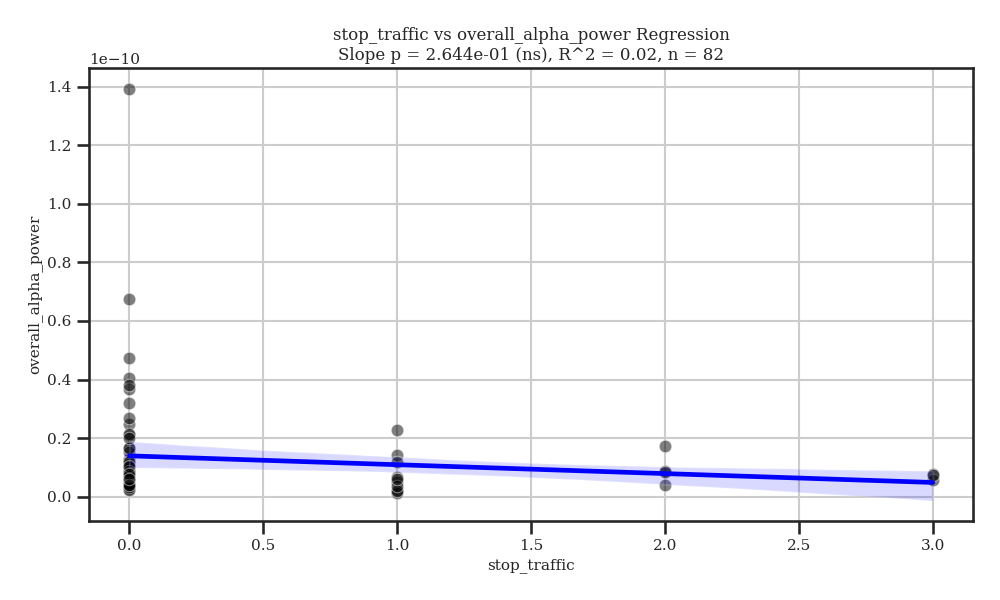 stop_traffic vs overall_alpha_power Regression
Slope p = 2.644e-01 (ns), R^2 = 0.02, n = 82
1e−10
1.4
1.2
1.0
0.8
0.6
0.4
0.2
0.0
overall_alpha_power
0.0 0.5 1.0 1.5 2.0 2.5 3.0
stop_traffic